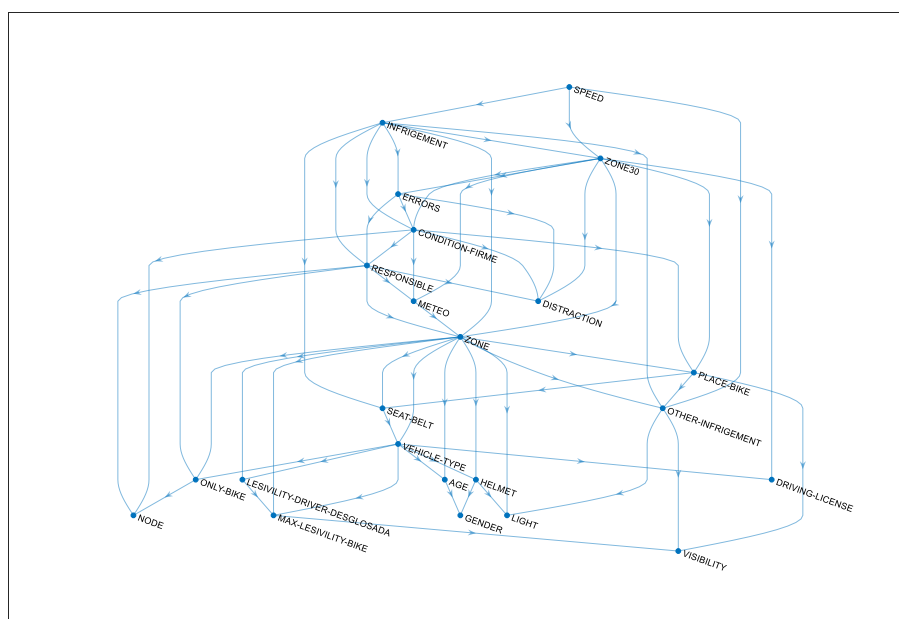 SPEED
INFRIGEMENT
ZONE30
ERRORS
CONDITION-FIRME
RESPONSIBLE
METEO
DISTRACTION
ZONE
PLACE-BIKE
SEAT-BELT
OTHER-INFRIGEMENT
VEHICLE-TYPE
ONLY-BIKE
LESIVILITY-DRIVER-DESGLOSADA
AGE
HELMET
DRIVING-LICENSE
NODE
MAX-LESIVILITY-BIKE
GENDER
LIGHT
VISIBILITY